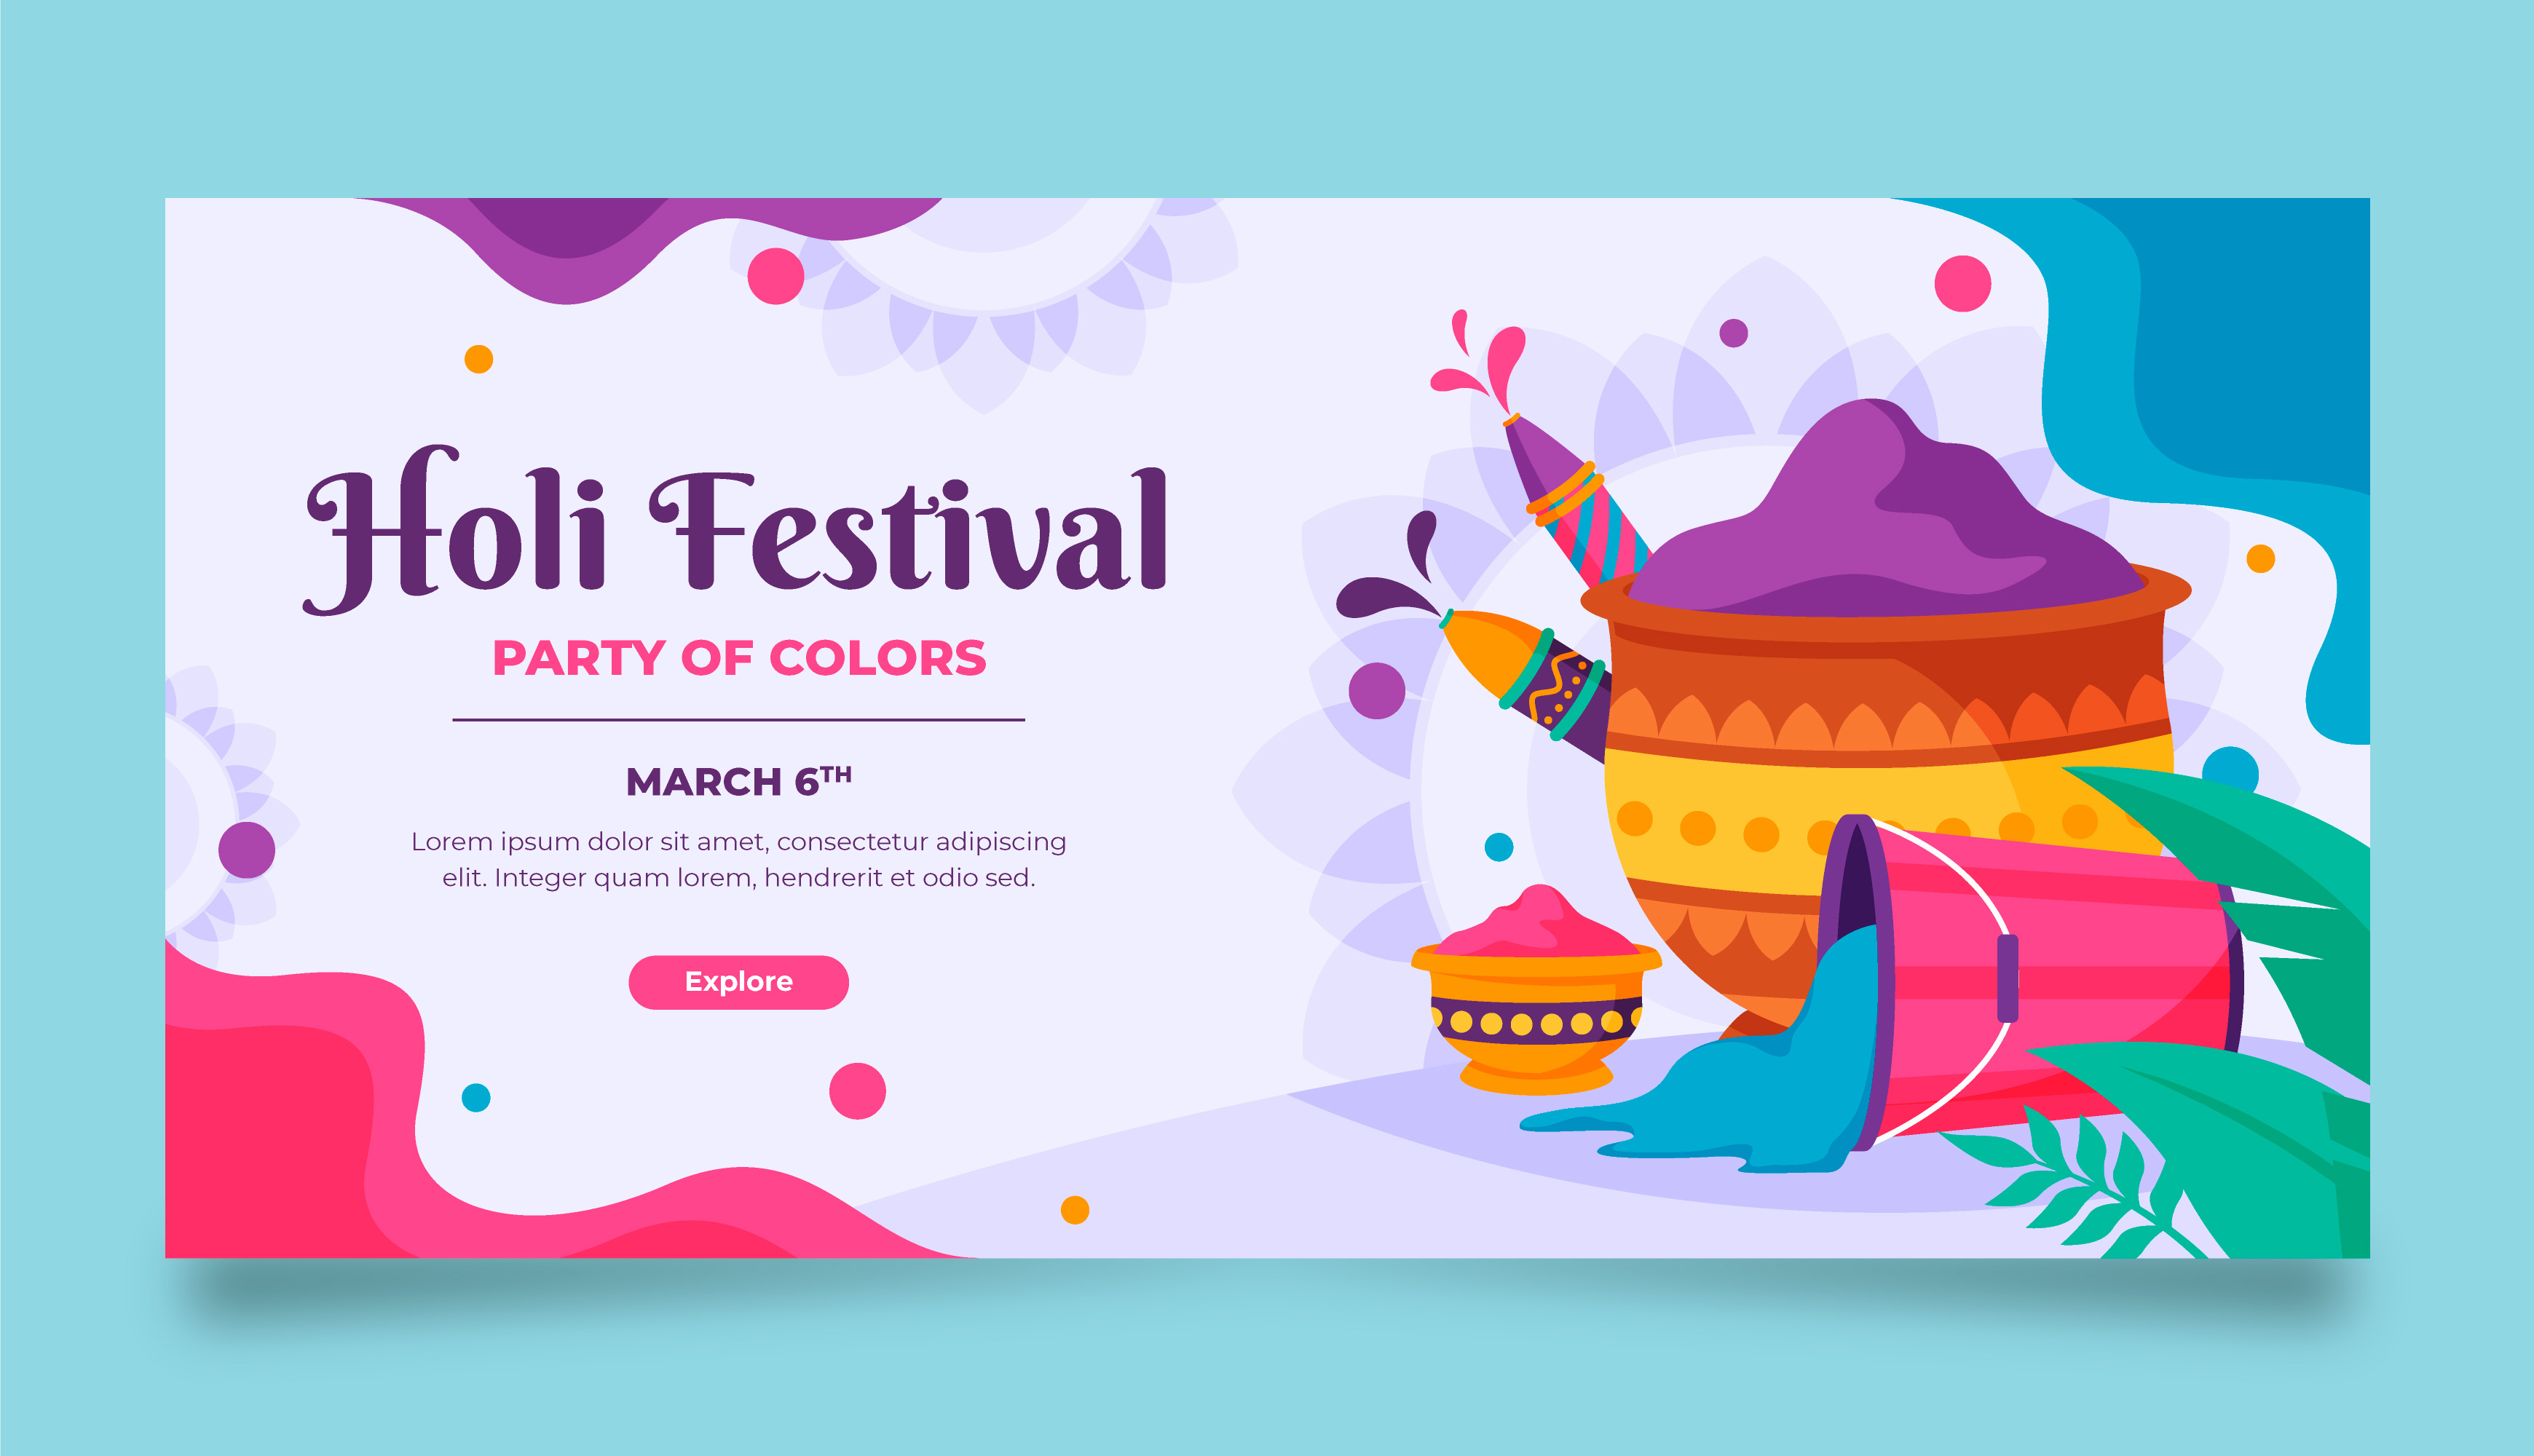 Holi Festival
PARTY OF COLORS
MARCH 6TH
Lorem ipsum dolor sit amet, consectetur adipiscing
elit. Integer quam lorem, hendrerit et odio sed.
Explore